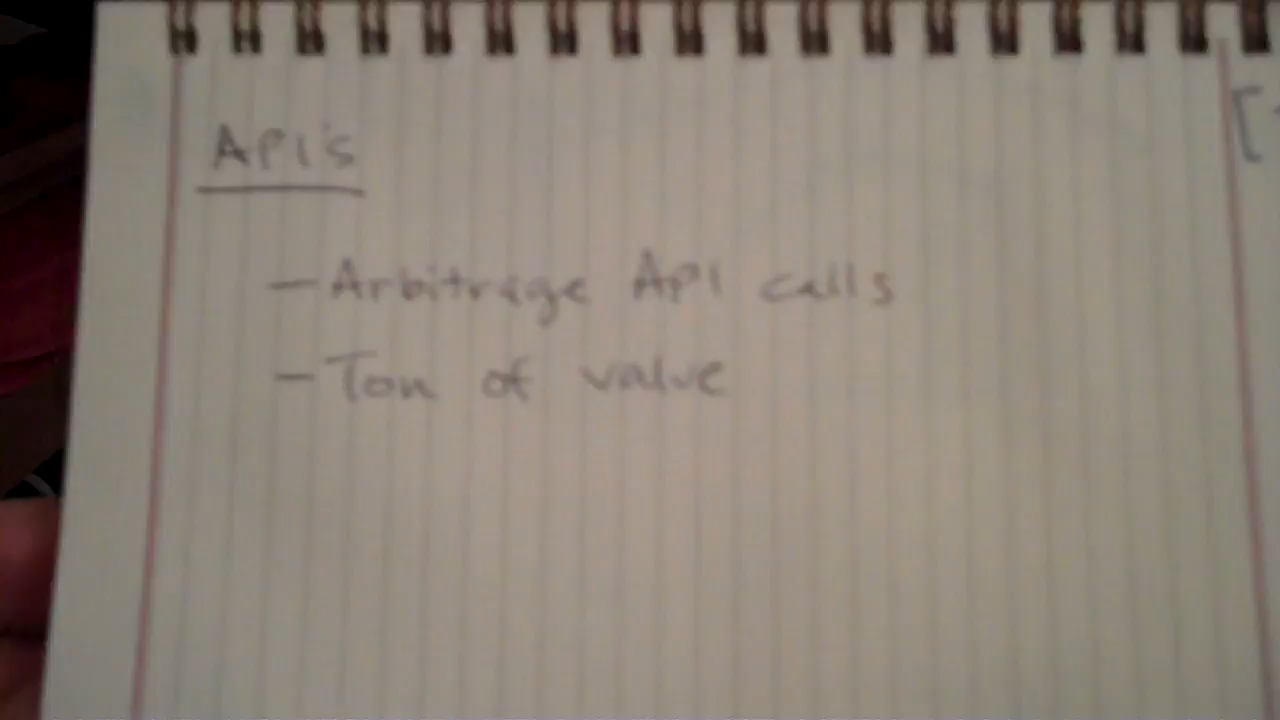 API's
- Arbitrage API calls
- Ton of value
[